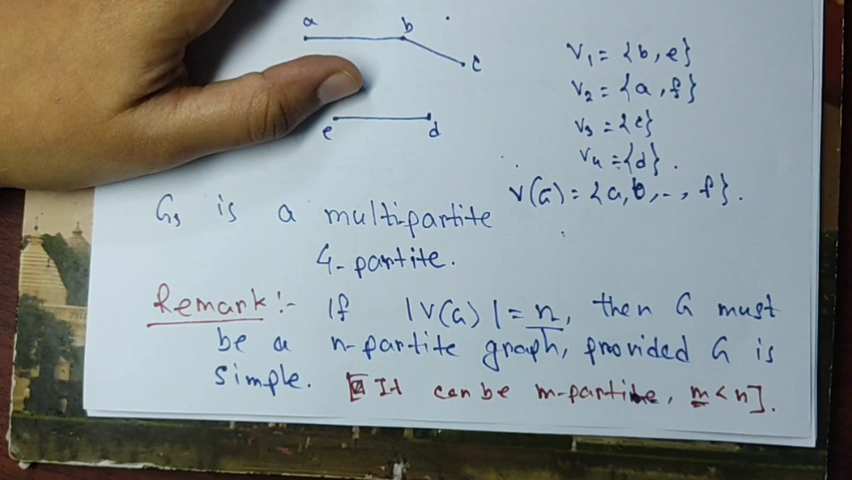 a b
c
e d
V₁ = {b, e}
V₂ = {a, f}
V₃ = {c}
V₄ = {d}.
V(G) = {a, b, .., f}.
G₃ is a multipartite
4-partite.
Remark :- If |V(G)| = n, then G must
be a n-partite graph, provided G is
simple. [It can be m-partite, m < n].